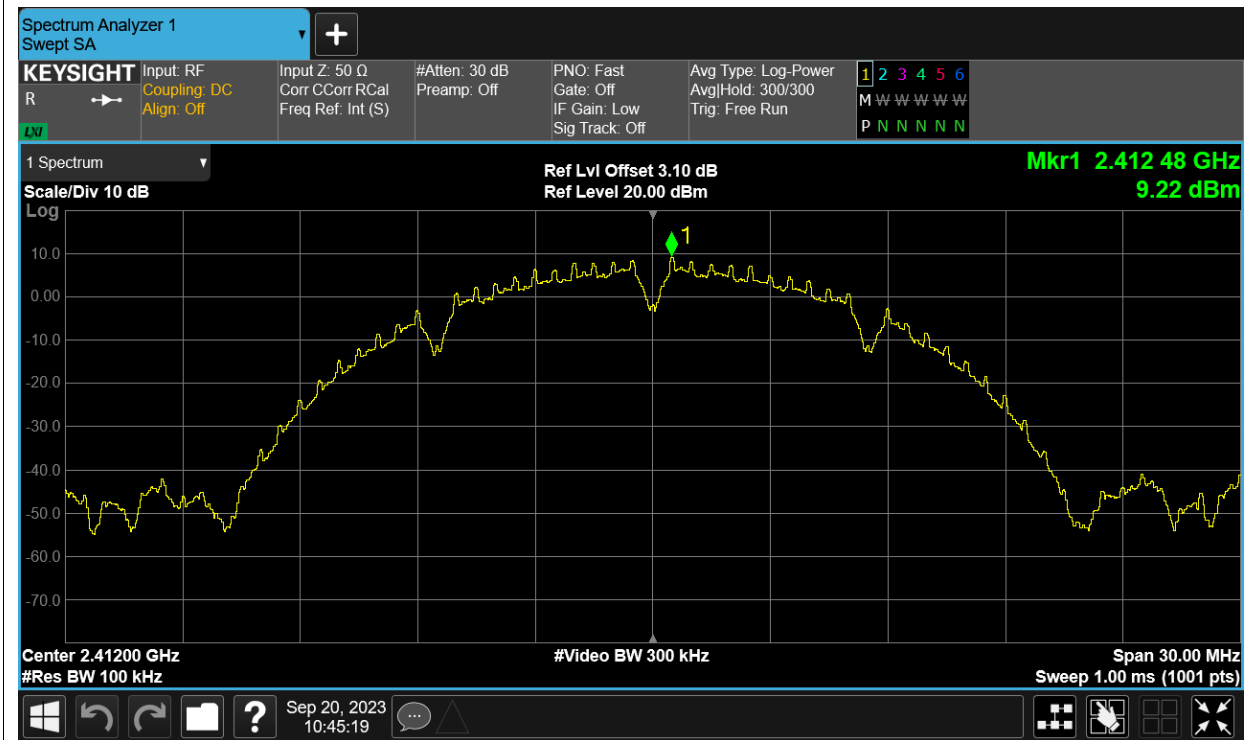 Spectrum Analyzer 1
Swept SA
KEYSIGHT
R
LXI
Input: RF
Coupling: DC
Align: Off
Input Z: 50 Ω
Corr CCorr RCal
Freq Ref: Int (S)
#Atten: 30 dB
Preamp: Off
PNO: Fast
Gate: Off
IF Gain: Low
Sig Track: Off
Avg Type: Log-Power
Avg|Hold: 300/300
Trig: Free Run
1 2 3 4 5 6
M W W W W W
P N N N N N
1 Spectrum
Scale/Div 10 dB
Ref Lvl Offset 3.10 dB
Ref Level 20.00 dBm
Mkr1 2.412 48 GHz
9.22 dBm
Log
1
10.0
0.00
-10.0
-20.0
-30.0
-40.0
-50.0
-60.0
-70.0
Center 2.41200 GHz
#Res BW 100 kHz
#Video BW 300 kHz
Span 30.00 MHz
Sweep 1.00 ms (1001 pts)
?
Sep 20, 2023
10:45:19